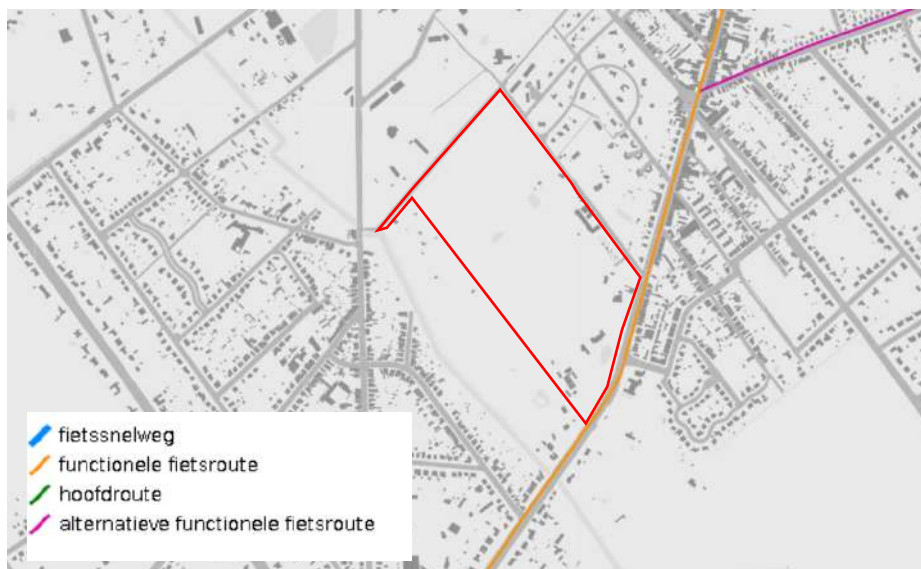 fietssnelweg
functionele fietsroute
hoofdroute
alternatieve functionele fietsroute